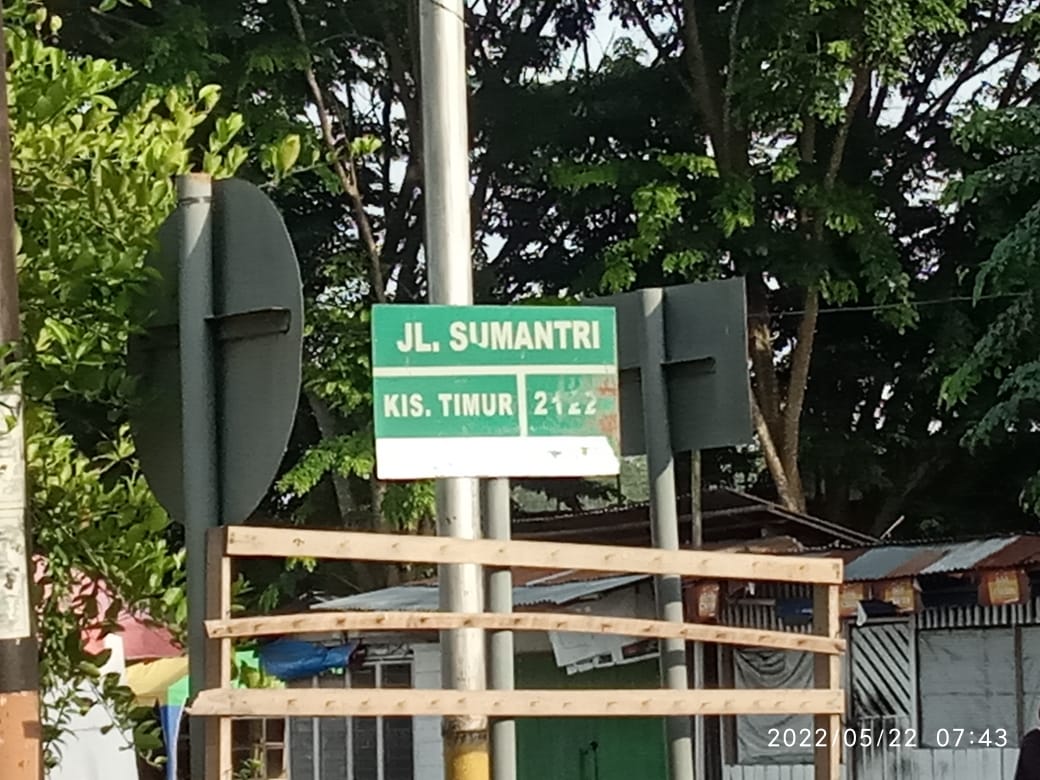 JL. SUMANTRI
KIS. TIMUR 2122
2022/05/22 07:43